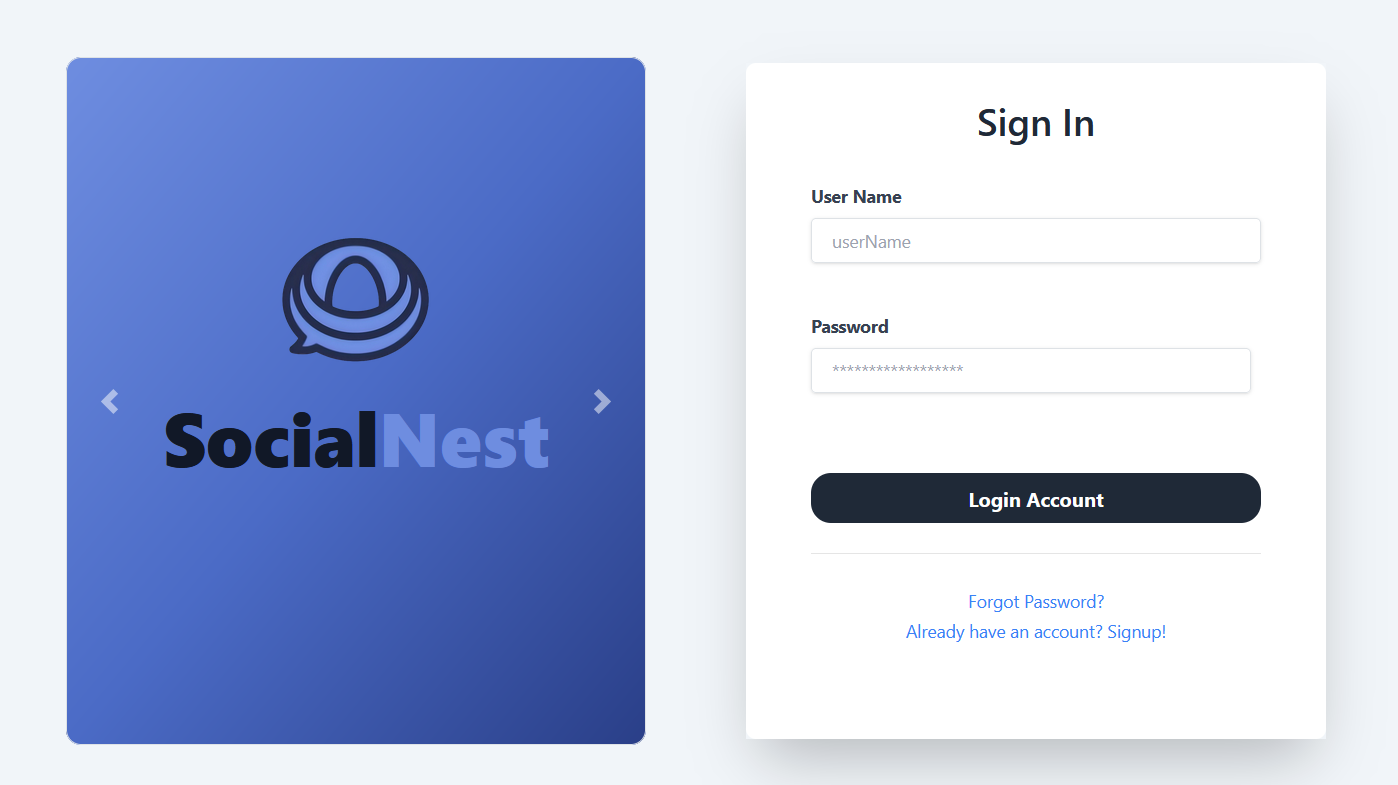 SocialNest
Sign In
User Name
userName
Password
******************
Login Account
Forgot Password?
Already have an account? Signup!